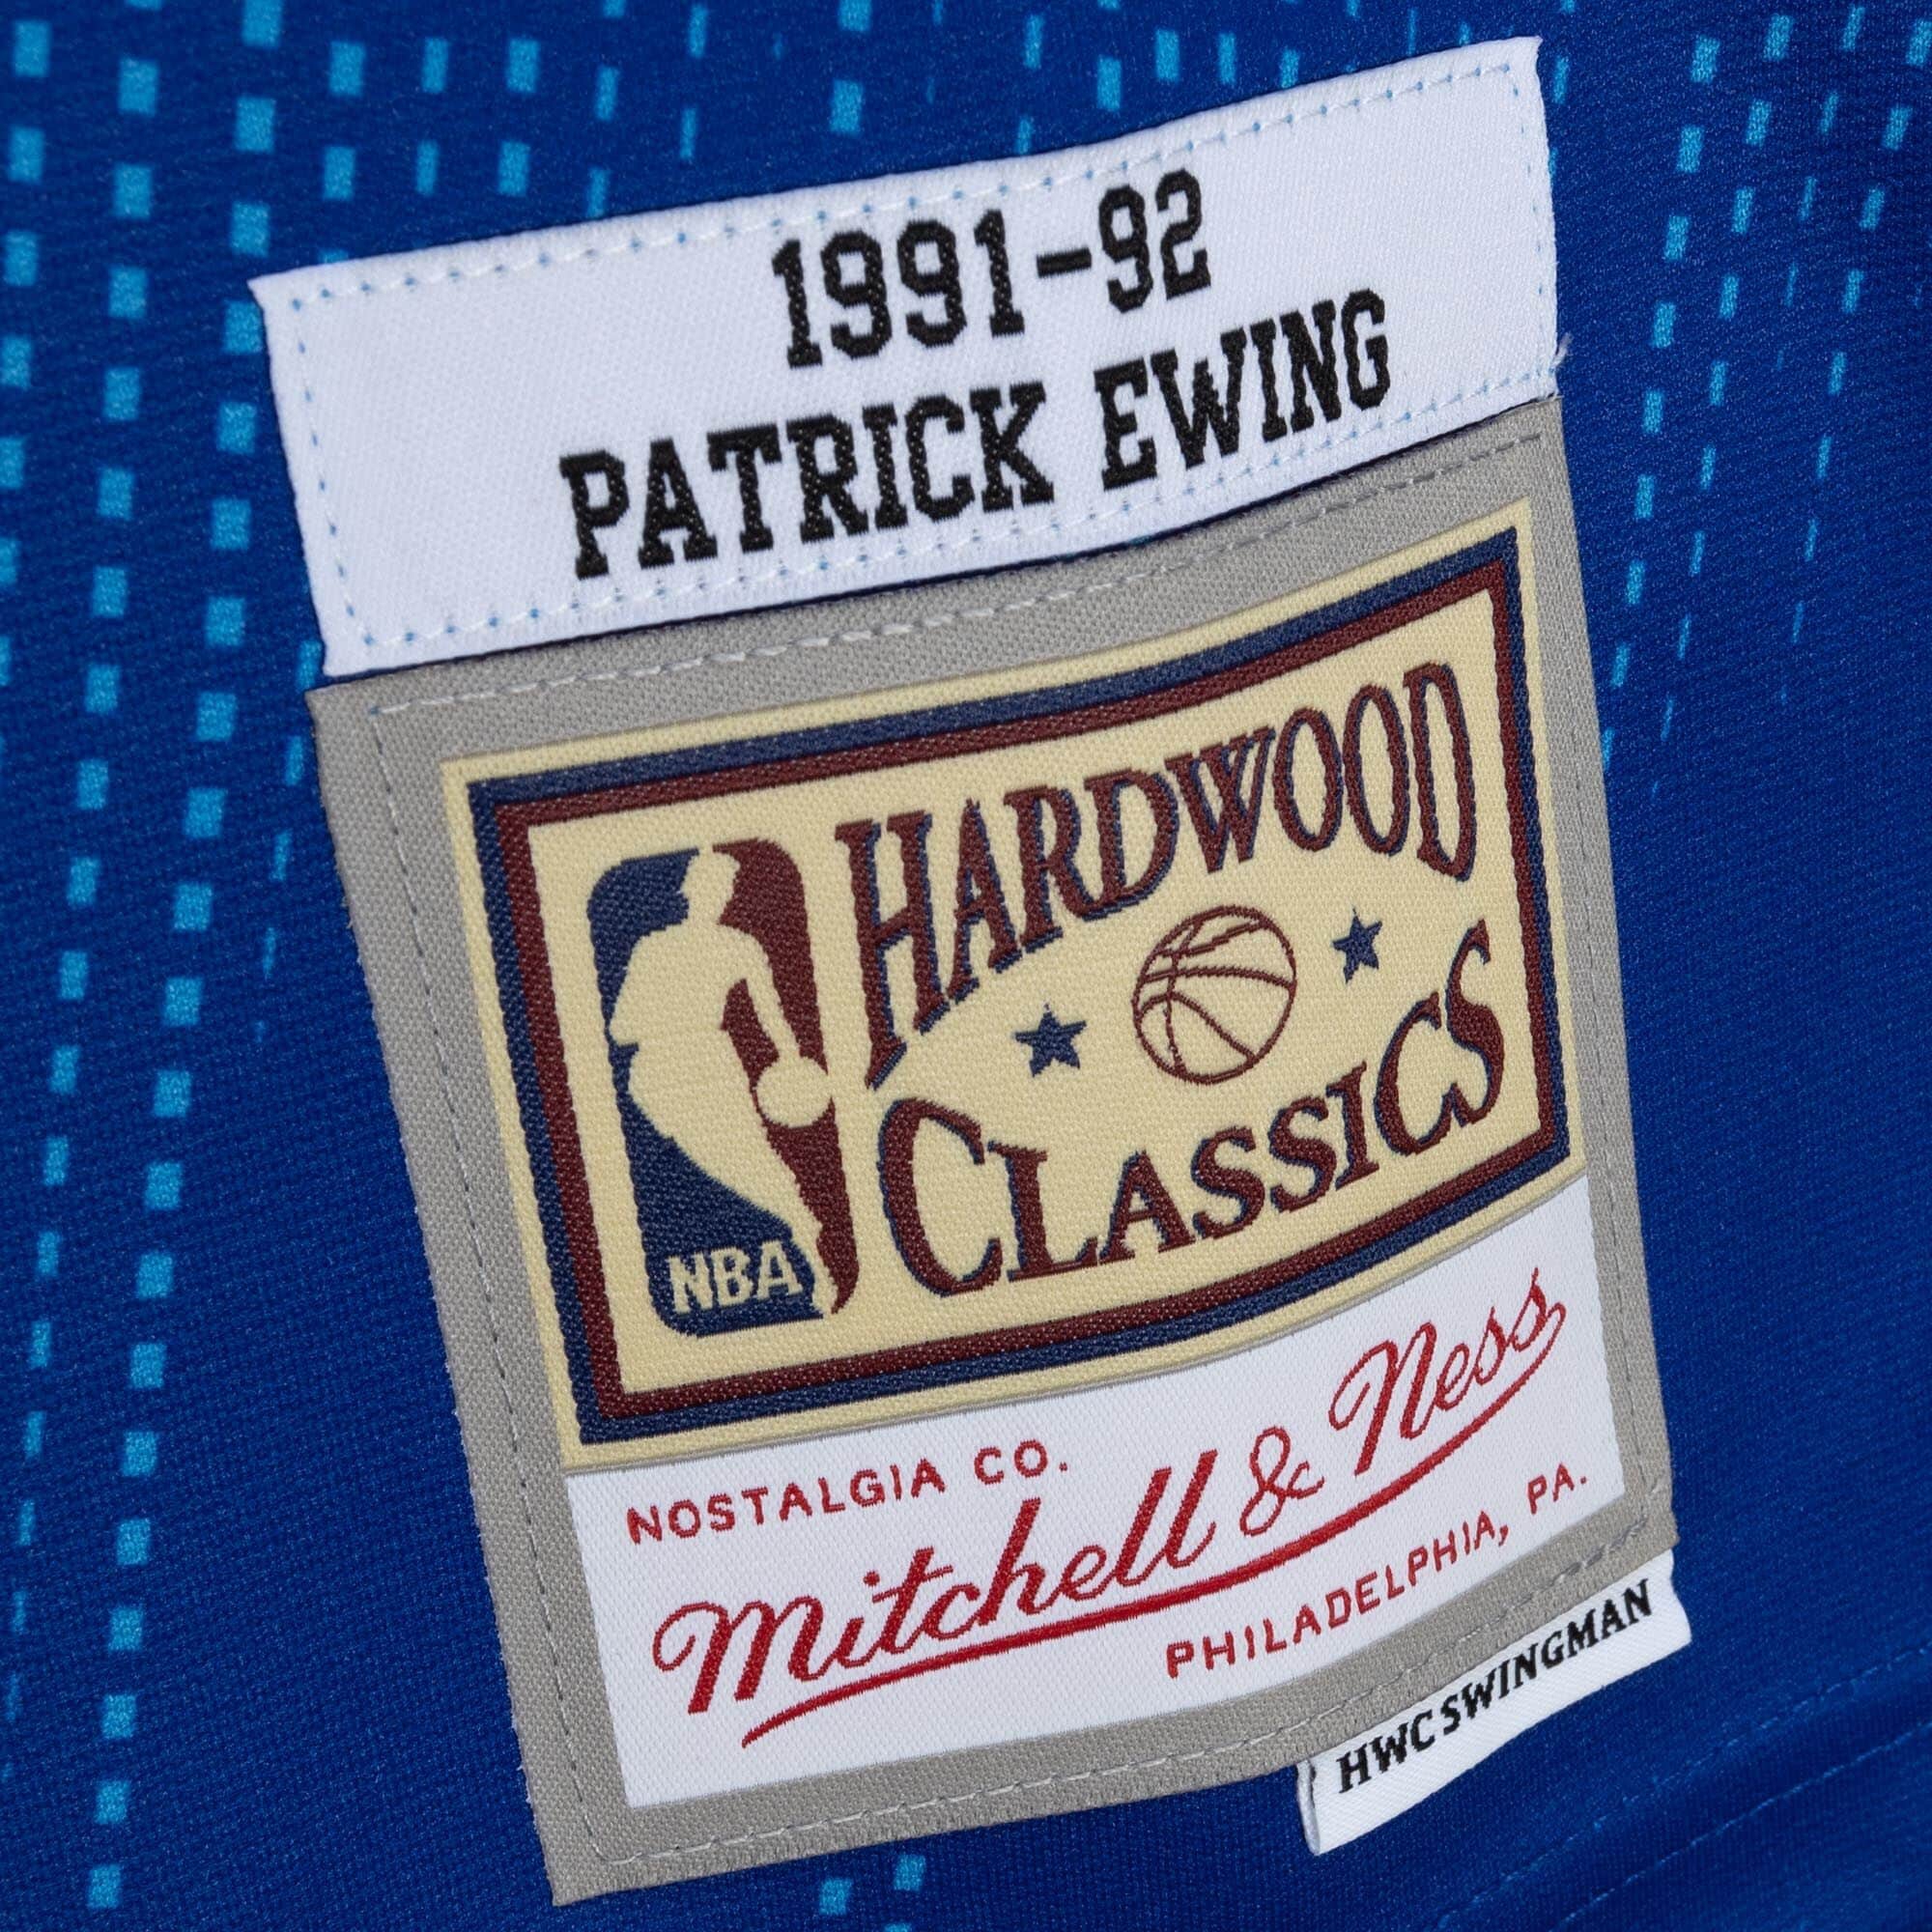 1991-92
PATRICK EWING
HARDWOOD
CLASSICS
NBA
NOSTALGIA CO.
Mitchell & Ness
PHILADELPHIA, PA.
HWC SWINGMAN